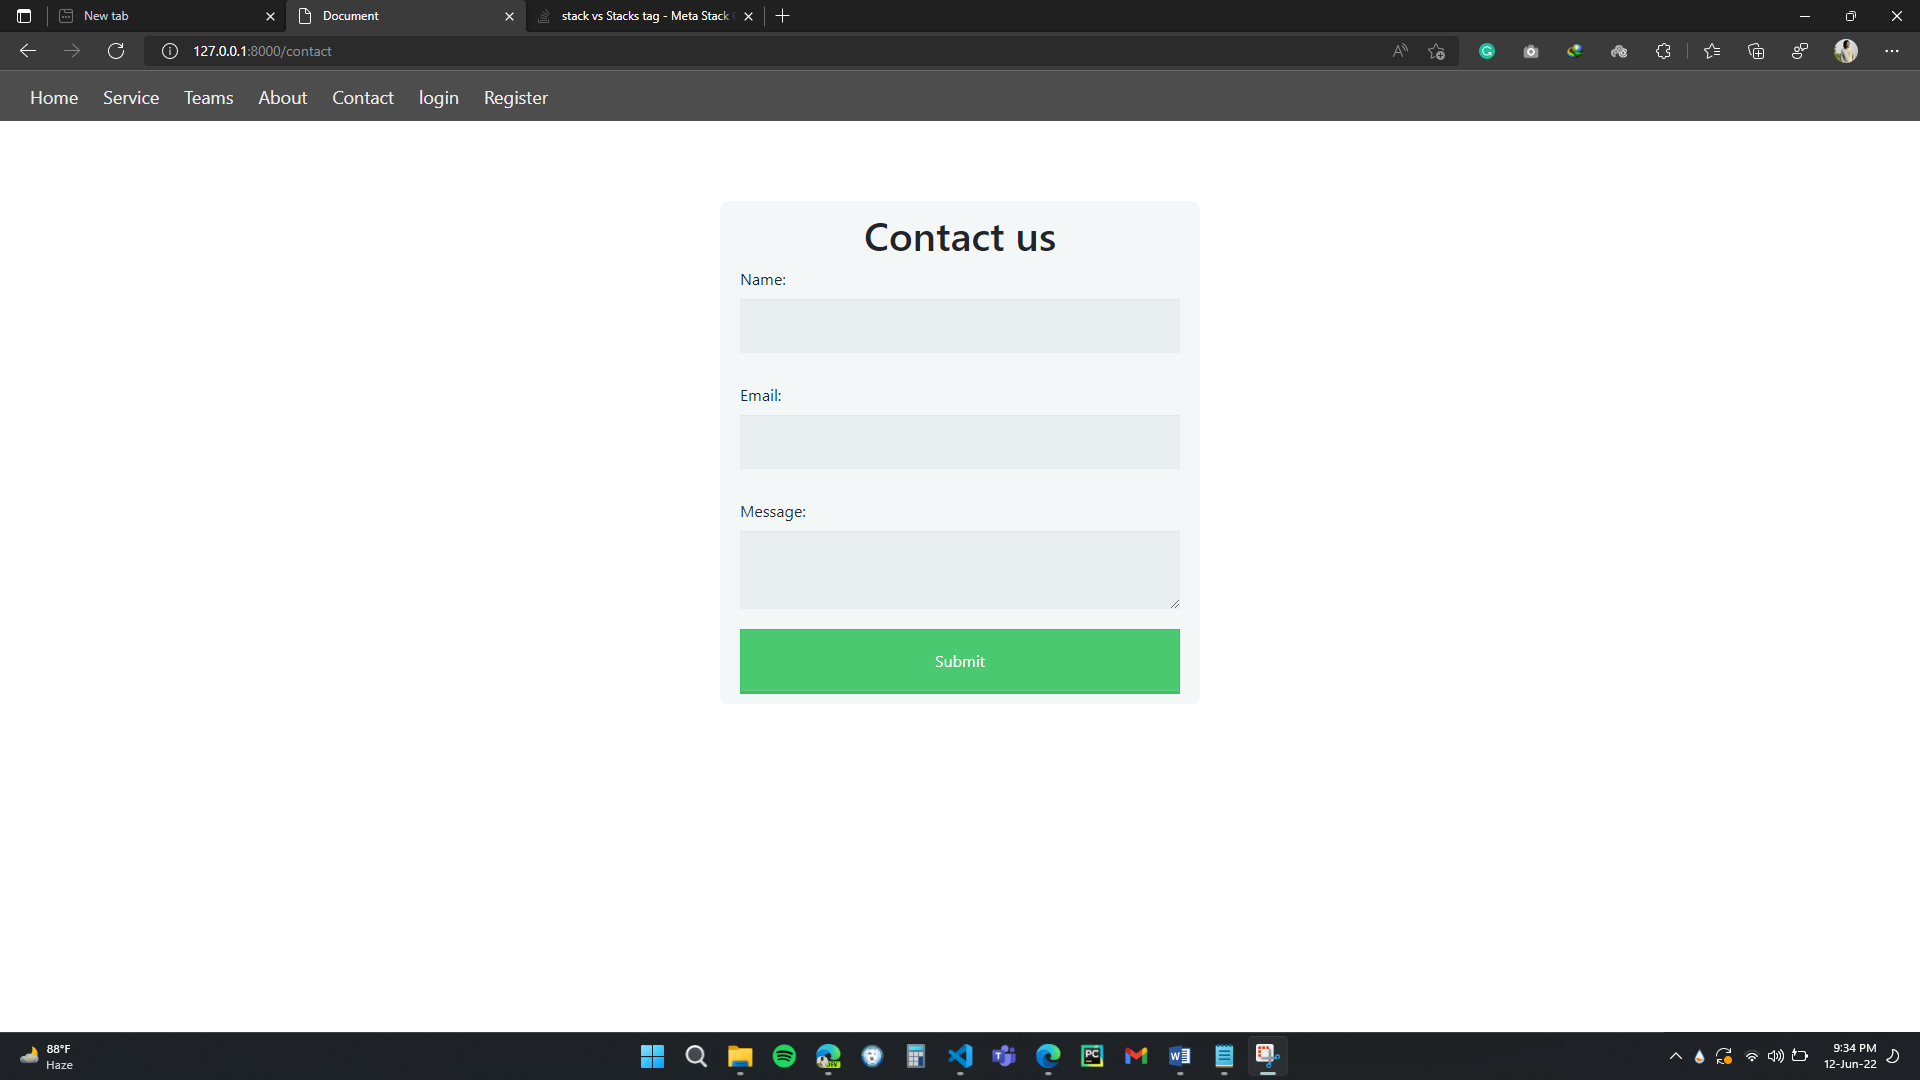 New tab
Document
stack vs Stacks tag - Meta Stack
127.0.0.1:8000/contact
Home Service Teams About Contact login Register
Contact us
Name:
Email:
Message:
Submit
88°F
Haze
9:34 PM
12-Jun-22